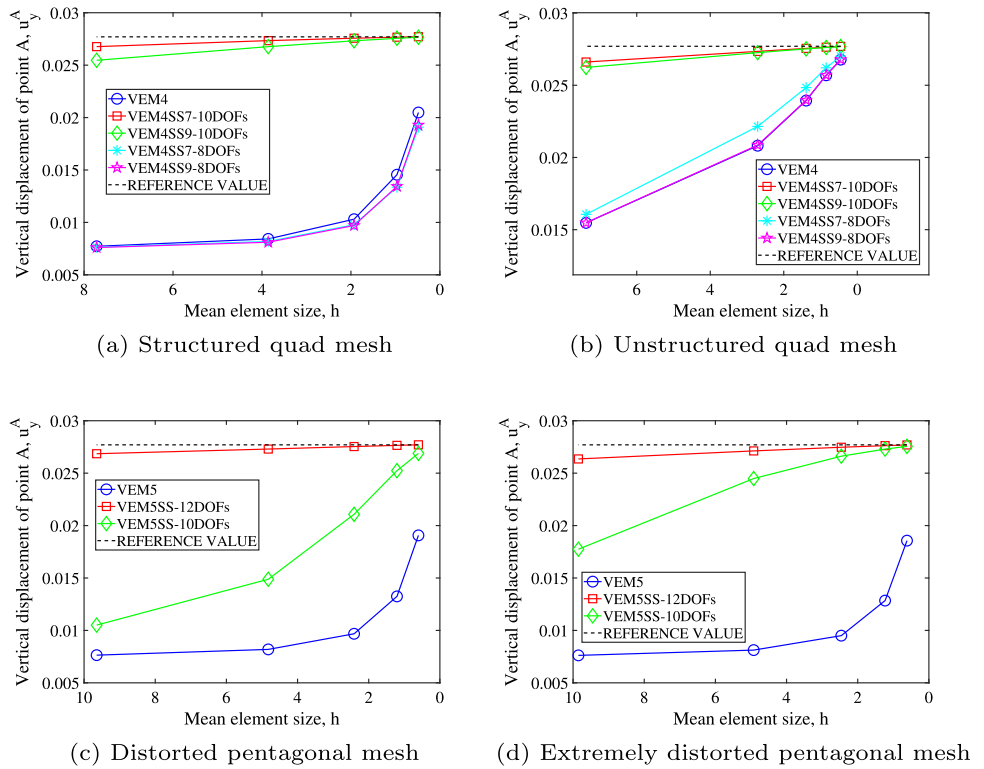 0.03
0.025
0.02
0.015
0.01
0.005
8
6
4
2
0
Vertical displacement of point A, u_y^A
Mean element size, h
VEM4
VEM4SS7-10DOFs
VEM4SS9-10DOFs
VEM4SS7-8DOFs
VEM4SS9-8DOFs
REFERENCE VALUE
(a) Structured quad mesh
0.03
0.025
0.02
0.015
6
4
2
0
Vertical displacement of point A, u_y^A
Mean element size, h
VEM4
VEM4SS7-10DOFs
VEM4SS9-10DOFs
VEM4SS7-8DOFs
VEM4SS9-8DOFs
REFERENCE VALUE
(b) Unstructured quad mesh
0.03
0.025
0.02
0.015
0.01
0.005
10
8
6
4
2
0
Vertical displacement of point A, u_y^A
Mean element size, h
VEM5
VEM5SS-12DOFs
VEM5SS-10DOFs
REFERENCE VALUE
(c) Distorted pentagonal mesh
0.03
0.025
0.02
0.015
0.01
0.005
10
8
6
4
2
0
Vertical displacement of point A, u_y^A
Mean element size, h
VEM5
VEM5SS-12DOFs
VEM5SS-10DOFs
REFERENCE VALUE
(d) Extremely distorted pentagonal mesh